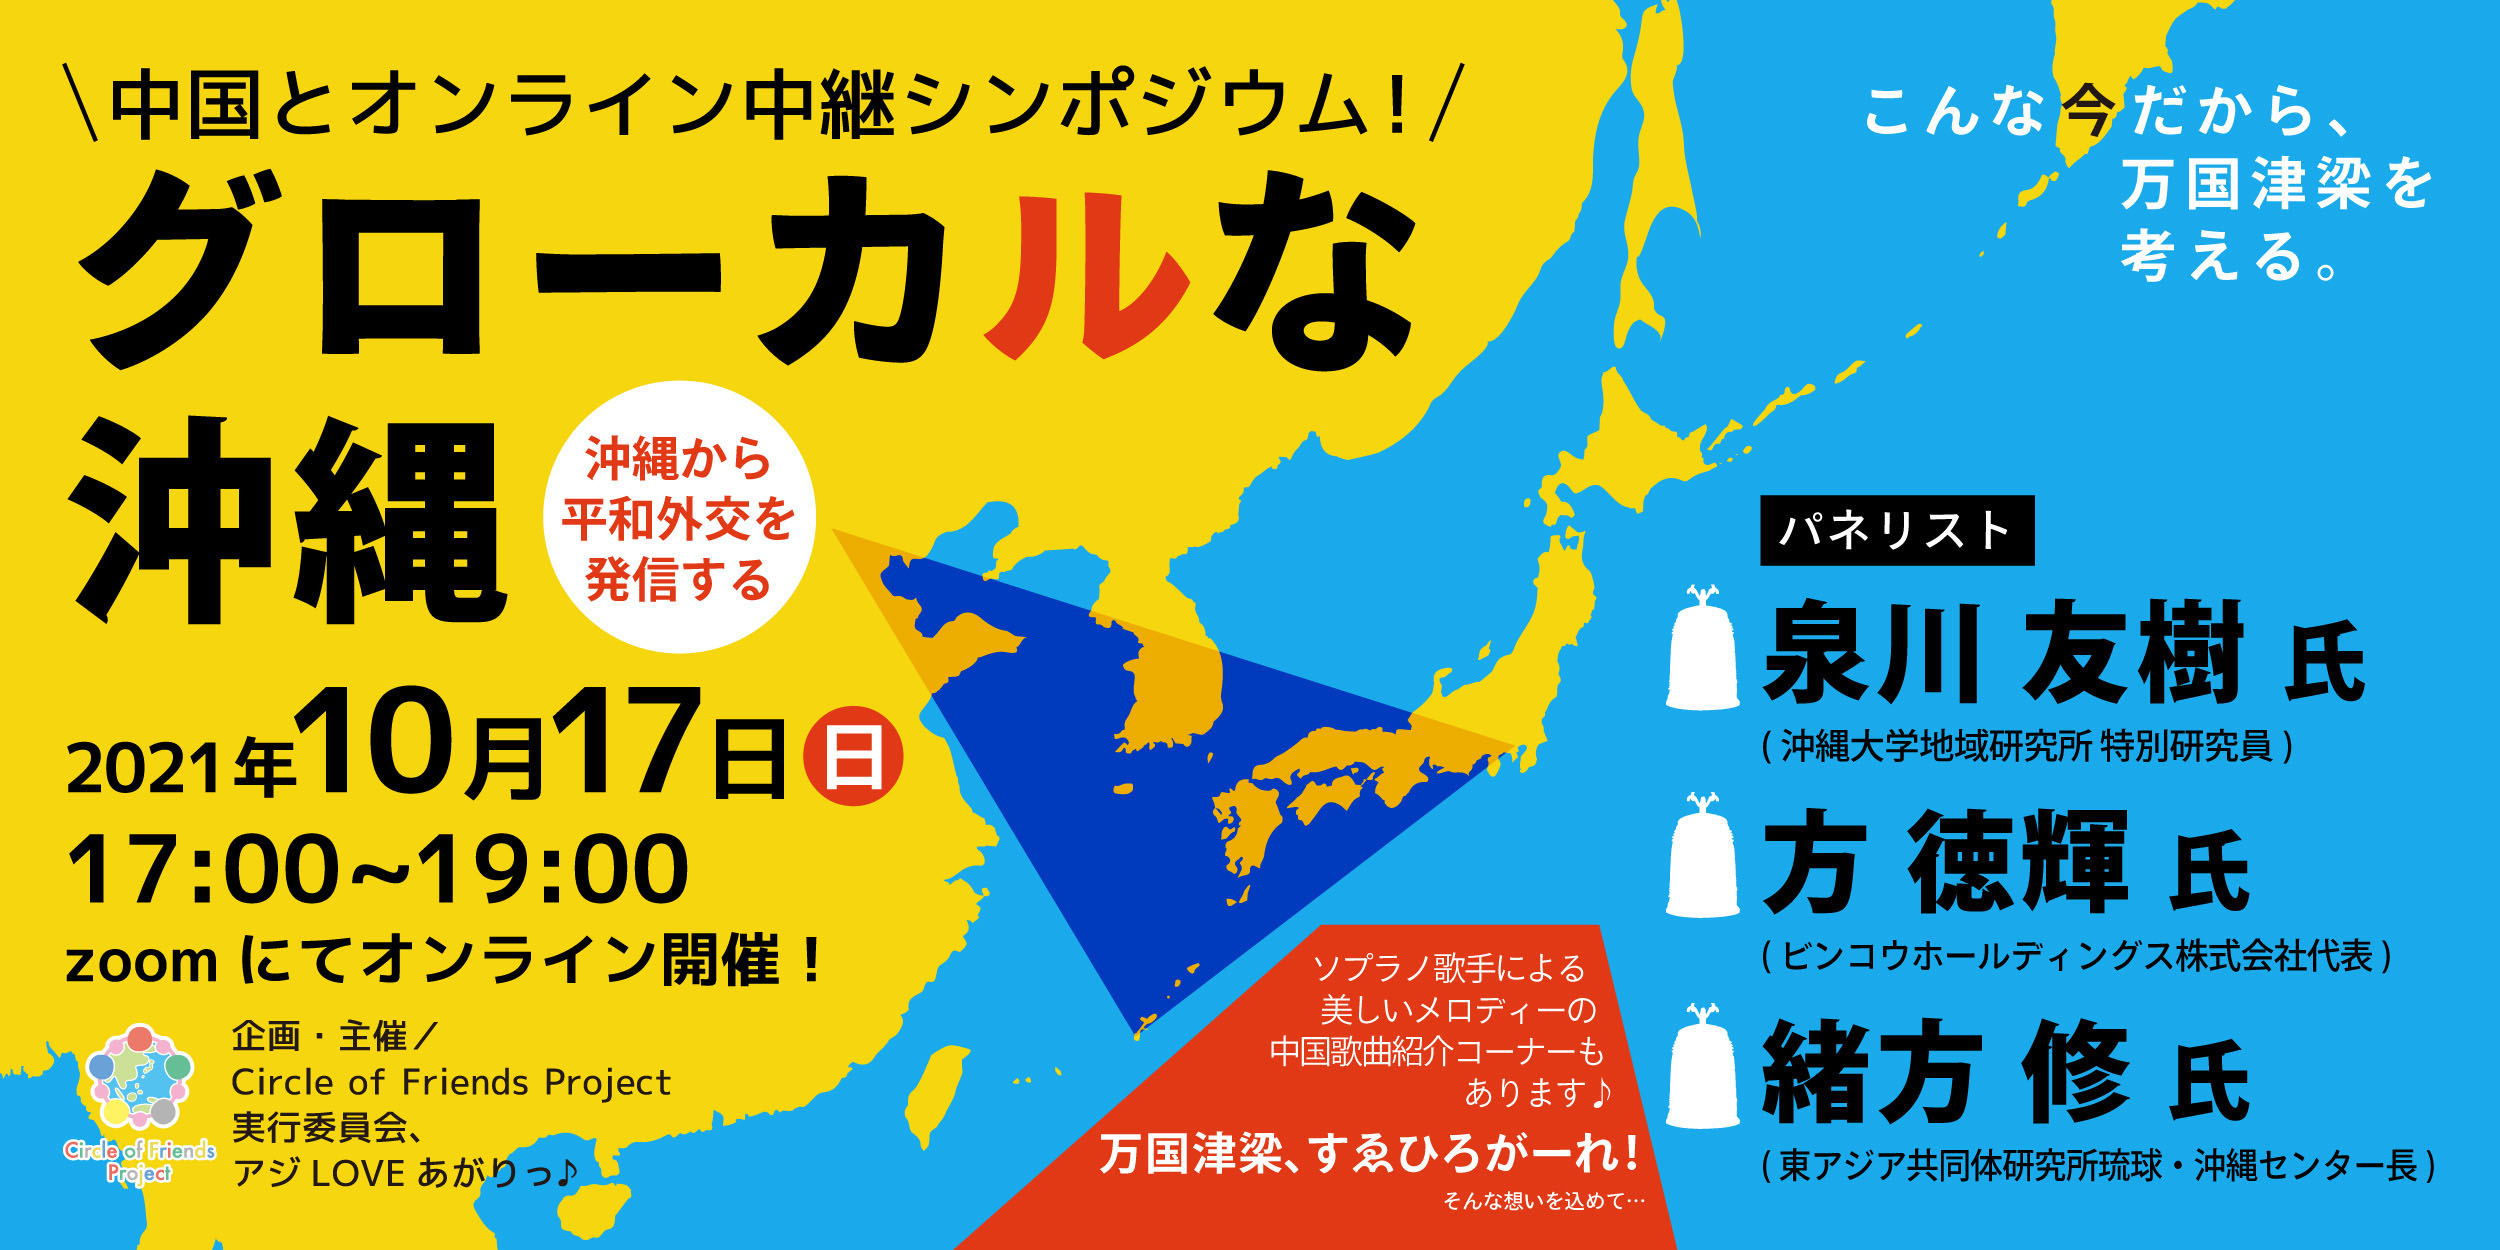 \ 中国とオンライン中継シンポジウム! /
グローカルな
沖縄
沖縄から
平和外交を
発信する
2021年10月17日 日
17:00~19:00
zoom にてオンライン開催!
企画・主催/
Circle of Friends Project
実行委員会、
アジ LOVE あがりっ♪
Circle of Friends
Project
こんな今だから、
万国津梁を
考える。
パネリスト
泉川 友樹 氏
(沖縄大学地域研究所 特別研究員)
方 徳輝 氏
(ビンコウホールディングス株式会社代表)
緒方 修 氏
(東アジア共同体研究所琉球・沖縄センター長)
ソプラノ歌手による
美しいメロディーの
中国歌曲紹介コーナーも
あります♪
万国津梁、するひろがーれ!
そんな想いを込めて…